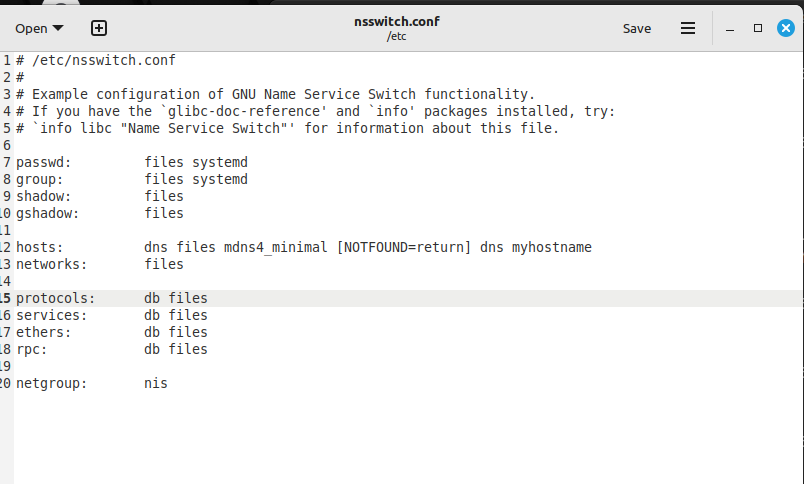 Open
nsswitch.conf
/etc
Save
1 # /etc/nsswitch.conf
2 #
3 # Example configuration of GNU Name Service Switch functionality.
4 # If you have the `glibc-doc-reference' and `info' packages installed, try:
5 # `info libc "Name Service Switch"' for information about this file.
6
7 passwd:         files systemd
8 group:          files systemd
9 shadow:         files
10 gshadow:        files
11
12 hosts:          dns files mdns4_minimal [NOTFOUND=return] dns myhostname
13 networks:       files
14
15 protocols:      db files
16 services:       db files
17 ethers:         db files
18 rpc:            db files
19
20 netgroup:       nis